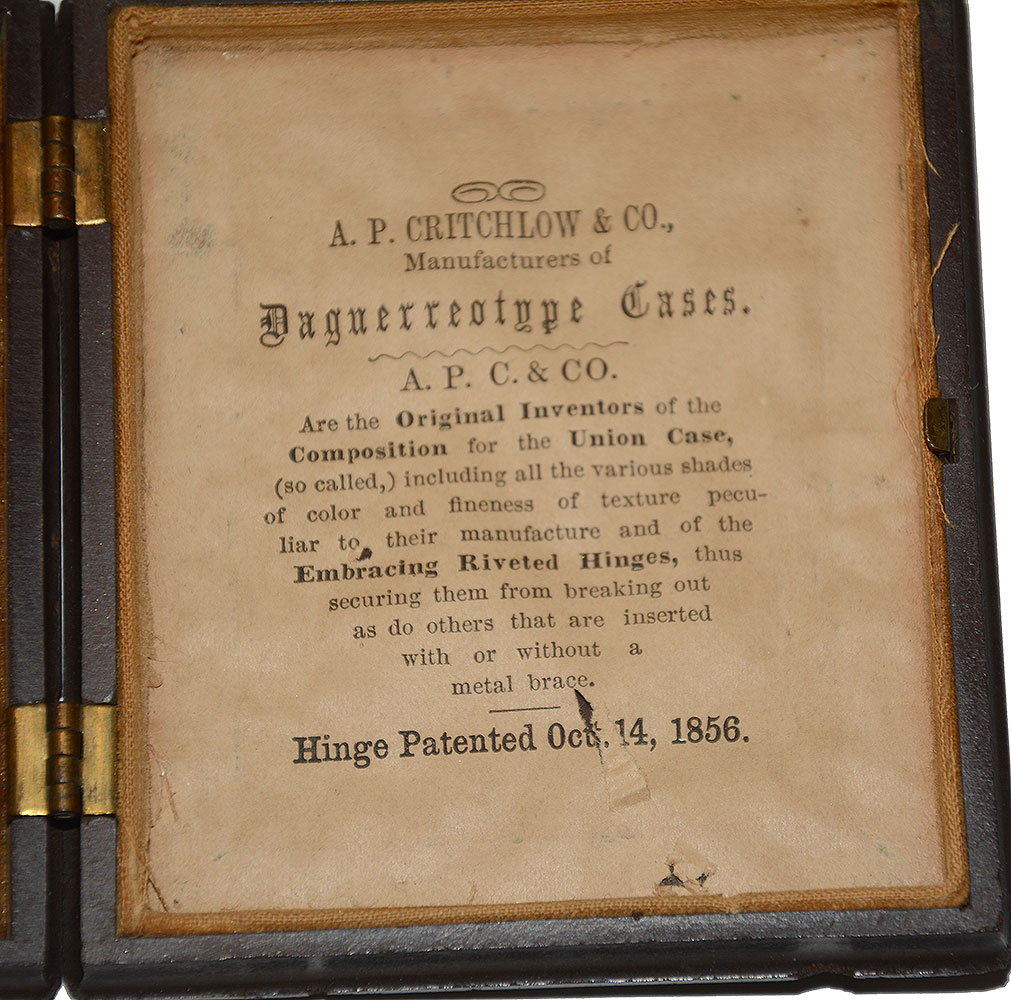 A. P. CRITCHLOW & CO.,
Manufacturers of
Daguerreotype Cases.
A. P. C. & CO.
Are the Original Inventors of the
Composition for the Union Case,
(so called,) including all the various shades
of color and fineness of texture pecu-
liar to their manufacture and of the
Embracing Riveted Hinges, thus
securing them from breaking out
as do others that are inserted
with or without a
metal brace.
Hinge Patented Oct. 14, 1856.